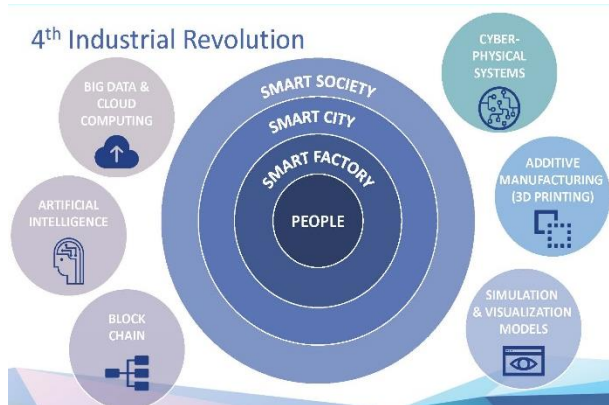 4th Industrial Revolution
BIG DATA &
CLOUD
COMPUTING
ARTIFICIAL
INTELLIGENCE
BLOCK
CHAIN
SMART SOCIETY
SMART CITY
SMART FACTORY
PEOPLE
CYBER-
PHYSICAL
SYSTEMS
ADDITIVE
MANUFACTURING
(3D PRINTING)
SIMULATION
& VISUALIZATION
MODELS